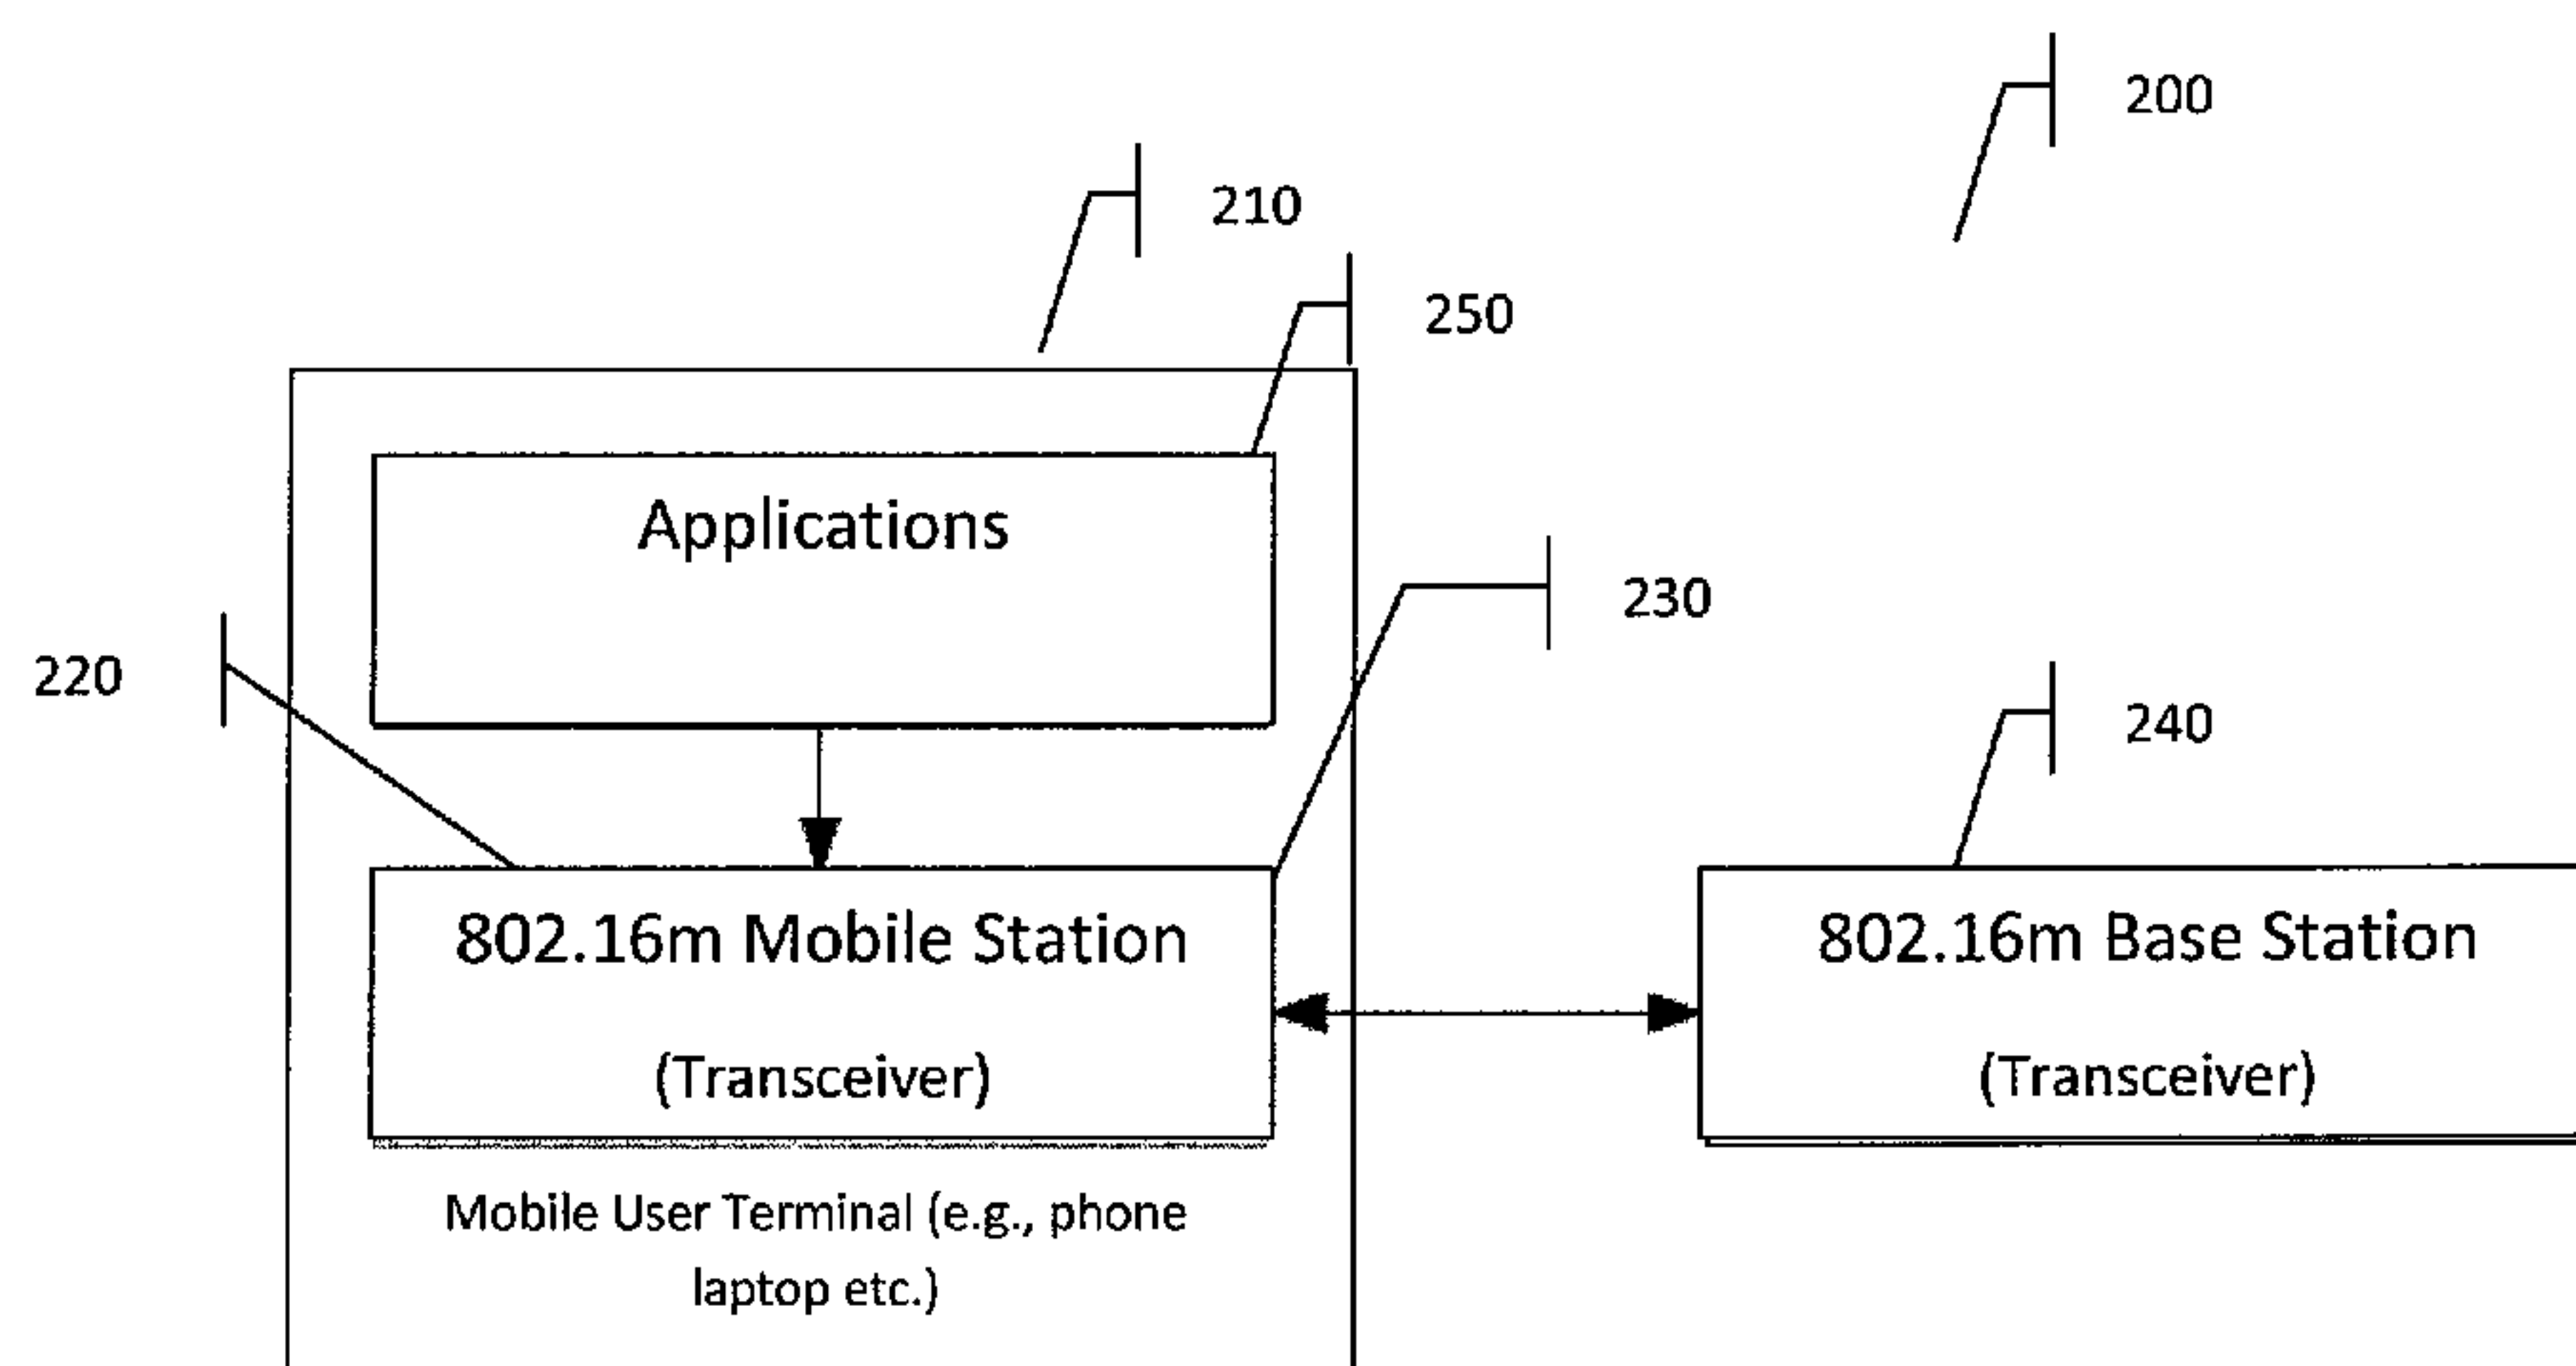 200
210
250
Applications
230
220
240
802.16m Mobile Station
(Transceiver)
802.16m Base Station
(Transceiver)
Mobile User Terminal (e.g., phone
laptop etc.)